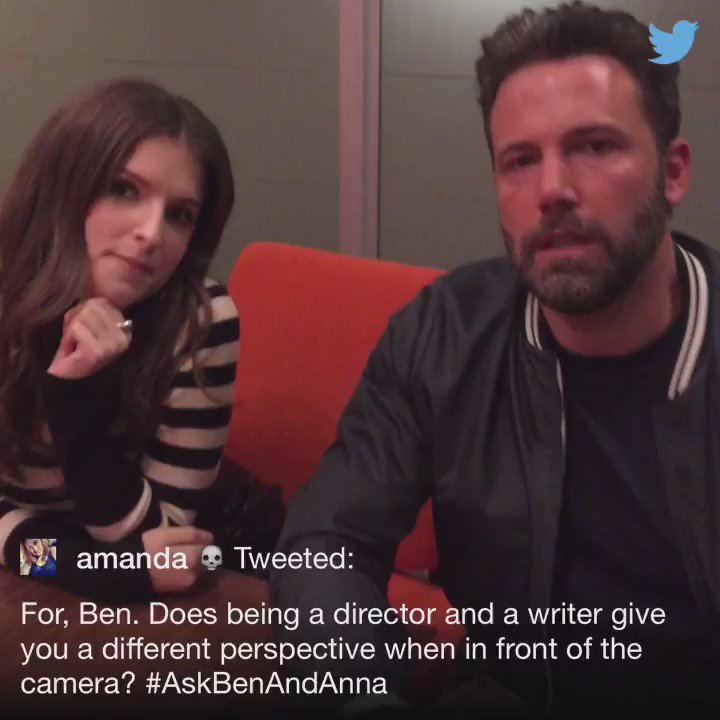 amanda 💀 Tweeted:
For, Ben. Does being a director and a writer give
you a different perspective when in front of the
camera? #AskBenAndAnna